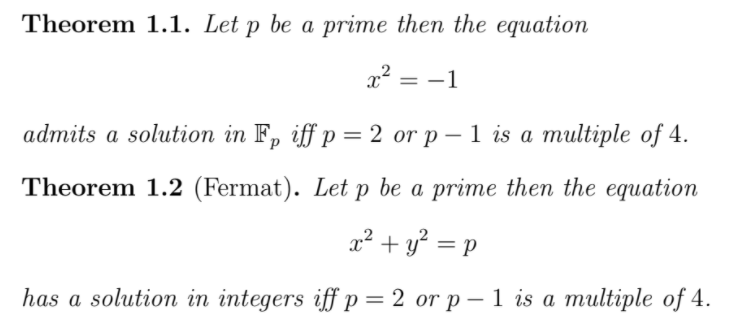 Theorem 1.1. Let p be a prime then the equation
x² = −1
admits a solution in 𝔽ₚ iff p = 2 or p − 1 is a multiple of 4.
Theorem 1.2 (Fermat). Let p be a prime then the equation
x² + y² = p
has a solution in integers iff p = 2 or p − 1 is a multiple of 4.